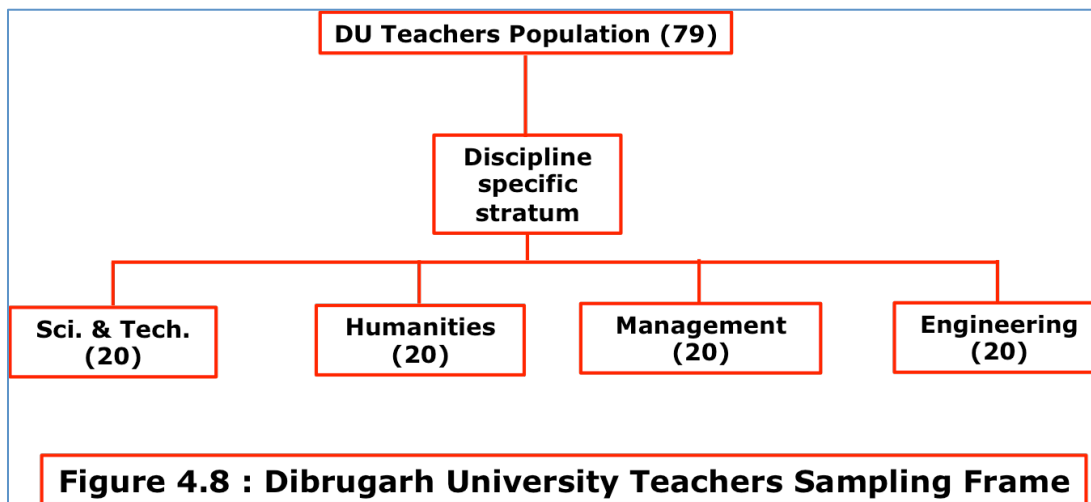 DU Teachers Population (79)
Discipline
specific
stratum
Sci. & Tech.
(20)
Humanities
(20)
Management
(20)
Engineering
(20)
Figure 4.8 : Dibrugarh University Teachers Sampling Frame